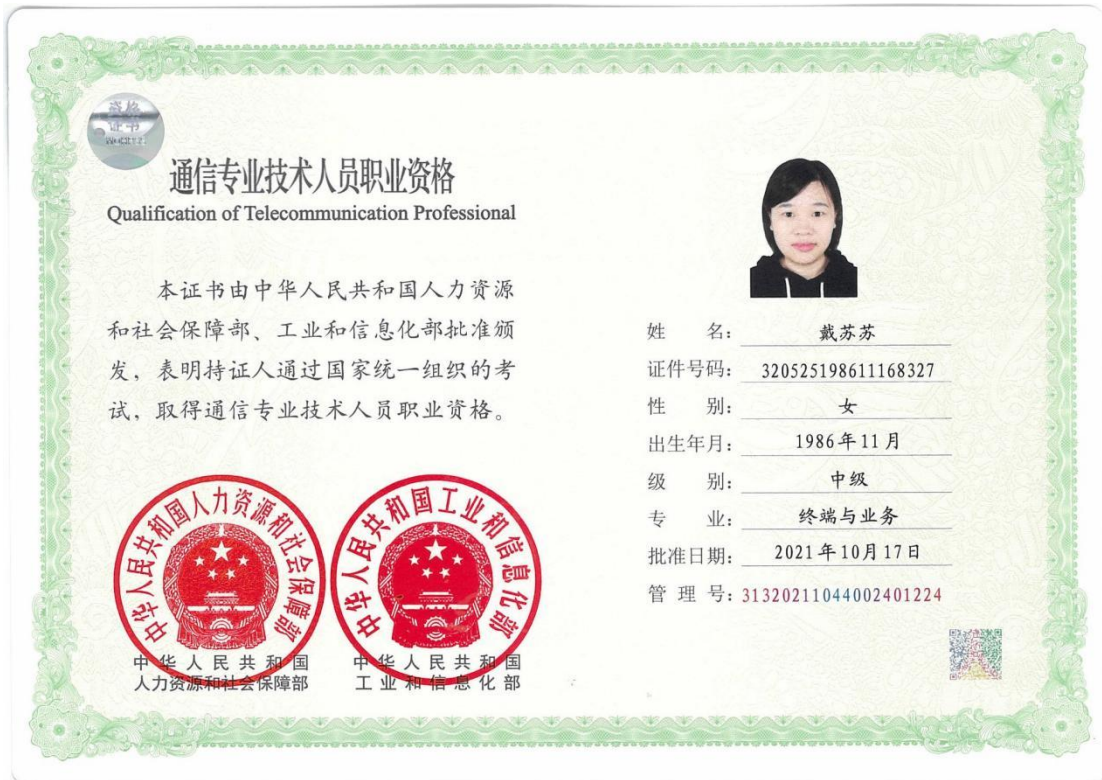 资格
证书
通信专业技术人员职业资格
Qualification of Telecommunication Professional
本证书由中华人民共和国人力资源
和社会保障部、工业和信息化部批准颁
发，表明持证人通过国家统一组织的考
试，取得通信专业技术人员职业资格。
中华人民共和国人力资源和社会保障部
中华人民共和国工业和信息化部
中华人民共和国
人力资源和社会保障部
中华人民共和国
工业和信息化部
姓 名： 戴苏苏
证件号码： 320525198611168327
性 别： 女
出生年月： 1986年11月
级 别： 中级
专 业： 终端与业务
批准日期： 2021年10月17日
管 理 号： 31320211044002401224